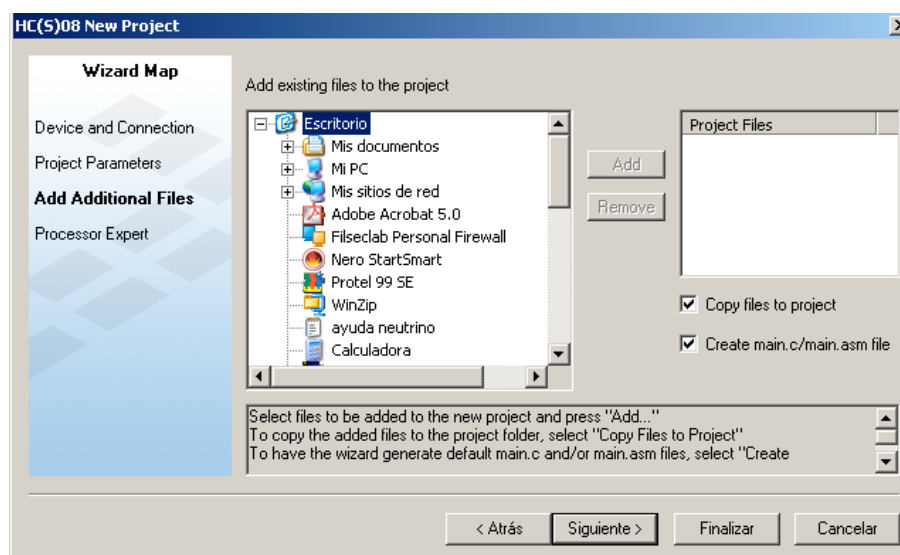 HC(S)08 New Project
Wizard Map
Device and Connection
Project Parameters
Add Additional Files
Processor Expert
Add existing files to the project
Escritorio
Mis documentos
Mi PC
Mis sitios de red
Adobe Acrobat 5.0
Filseclab Personal Firewall
Nero StartSmart
Protel 99 SE
WinZip
ayuda neutrino
Calculadora
Add
Remove
Project Files
Copy files to project
Create main.c/main.asm file
Select files to be added to the new project and press "Add..."
To copy the added files to the project folder, select "Copy Files to Project"
To have the wizard generate default main.c and/or main.asm files, select "Create
< Atrás
Siguiente >
Finalizar
Cancelar